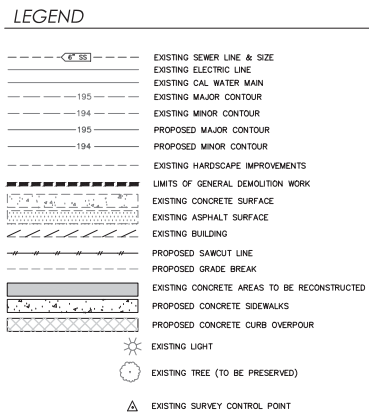 LEGEND
6" SS EXISTING SEWER LINE & SIZE
EXISTING ELECTRIC LINE
EXISTING CAL WATER MAIN
195 EXISTING MAJOR CONTOUR
194 EXISTING MINOR CONTOUR
195 PROPOSED MAJOR CONTOUR
194 PROPOSED MINOR CONTOUR
EXISTING HARDSCAPE IMPROVEMENTS
LIMITS OF GENERAL DEMOLITION WORK
EXISTING CONCRETE SURFACE
EXISTING ASPHALT SURFACE
EXISTING BUILDING
PROPOSED SAWCUT LINE
PROPOSED GRADE BREAK
EXISTING CONCRETE AREAS TO BE RECONSTRUCTED
PROPOSED CONCRETE SIDEWALKS
PROPOSED CONCRETE CURB OVERPOUR
EXISTING LIGHT
EXISTING TREE (TO BE PRESERVED)
EXISTING SURVEY CONTROL POINT